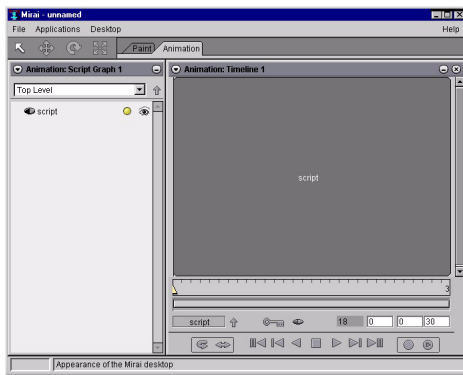 Mirai - unnamed
File Applications Desktop Help
Paint Animation
Animation: Script Graph 1
Animation: Timeline 1
Top Level
script
script
3
script 18 0 0 30
Appearance of the Mirai desktop